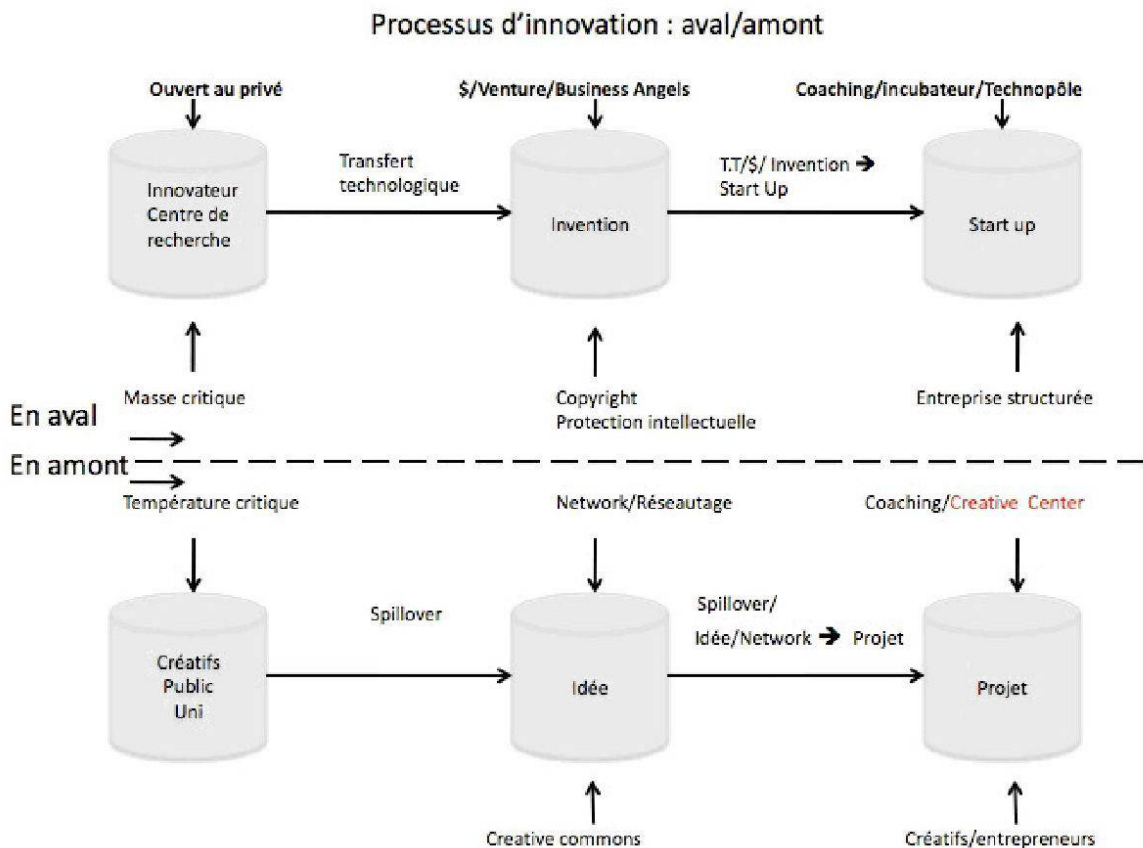 Processus d'innovation : aval/amont
Ouvert au privé
$/Venture/Business Angels
Coaching/incubateur/Technopôle
Innovateur
Centre de
recherche
Transfert
technologique
Invention
T.T/$/ Invention ➔
Start Up
Start up
Masse critique
Copyright
Protection intellectuelle
Entreprise structurée
En aval
En amont
Température critique
Network/Réseautage
Coaching/Creative Center
Créatifs
Public
Uni
Spillover
Idée
Spillover/
Idée/Network ➔ Projet
Projet
Creative commons
Créatifs/entrepreneurs